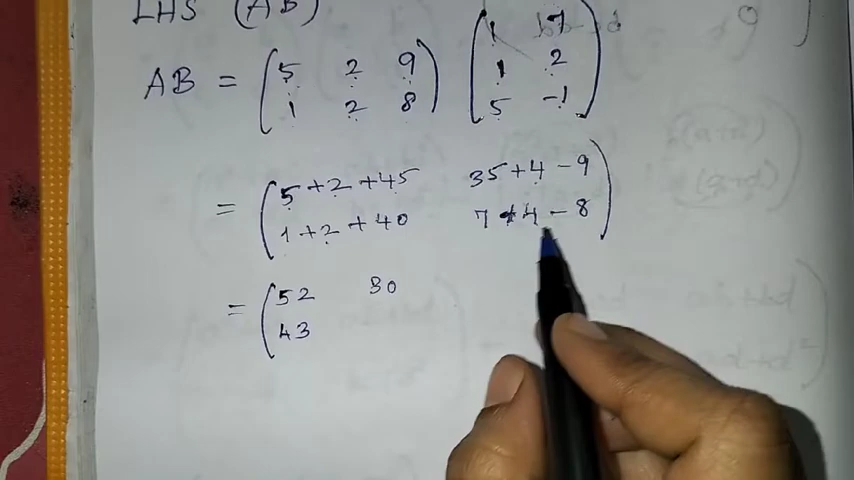 LHS (AB)
AB = (5 2 9 (1 7
1 2 8) 1 2
5 -1)
= (5+2+45 35+4-9
1+2+40 7+4-8)
= (52 30
43